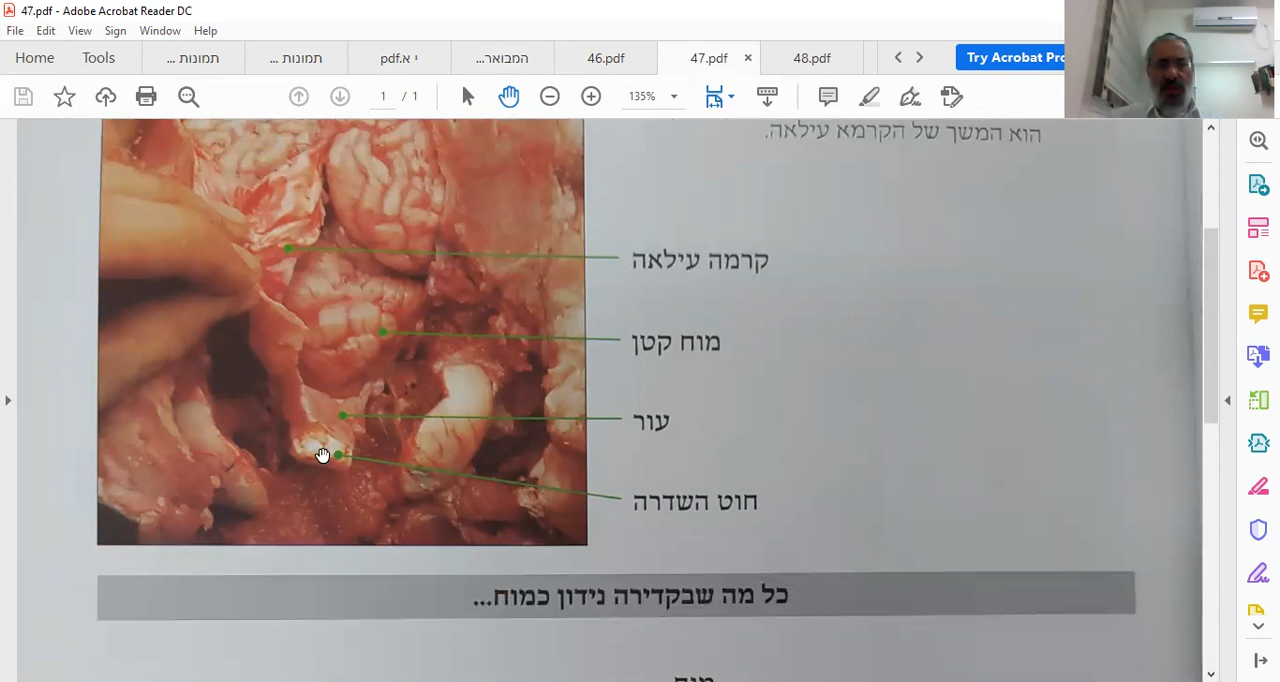 47.pdf - Adobe Acrobat Reader DC
File Edit View Sign Window Help
Home Tools תמונות ... תמונות ... י א.pdf המבואר... 46.pdf 47.pdf × 48.pdf Try Acrobat Pro
1 / 1 135%
הוא המשך של הקרמא עילאה.
קרמה עילאה
מוח קטן
עור
חוט השדרה
כל מה שבקדירה נידון כמוח...